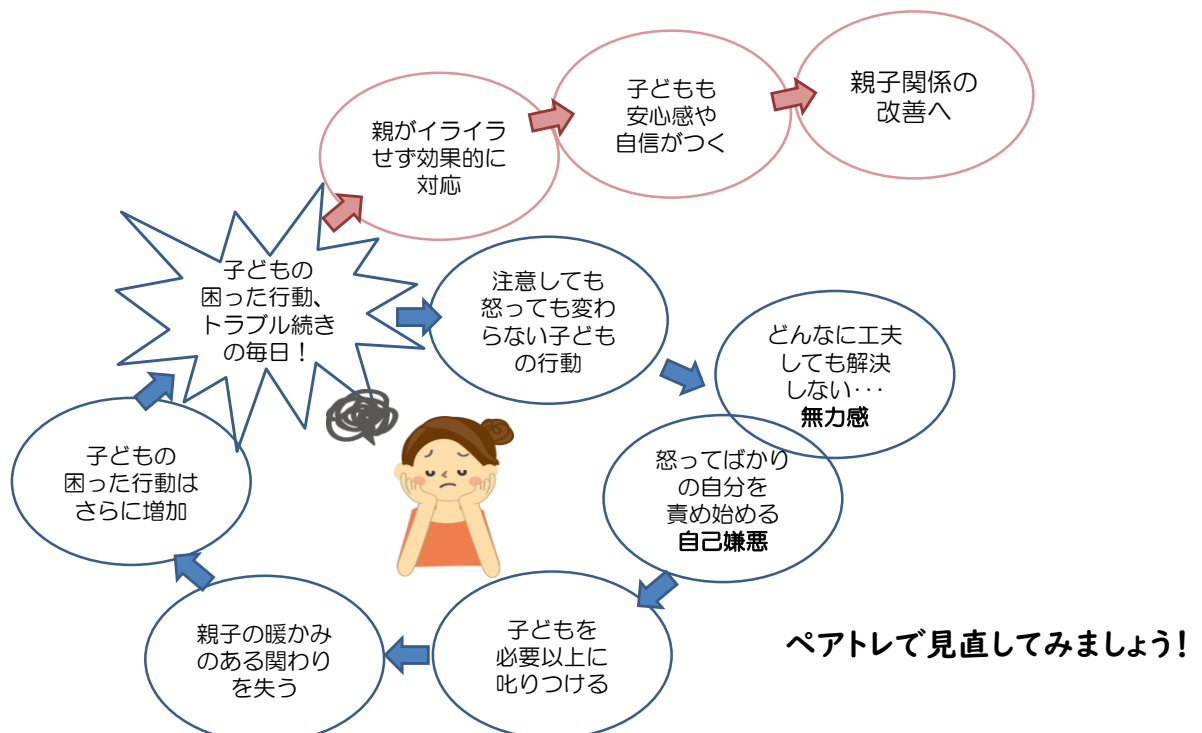 親がイライラ
せず効果的に
対応
子どもも
安心感や
自信がつく
親子関係の
改善へ
子どもの
困った行動、
トラブル続き
の毎日！
注意しても
怒っても変わ
らない子ども
の行動
どんなに工夫
しても解決
しない･･･
無力感
怒ってばかり
の自分を
責め始める
自己嫌悪
子どもを
必要以上に
叱りつける
親子の暖かみ
のある関わり
を失う
子どもの
困った行動は
さらに増加
ペアトレで見直してみましょう！